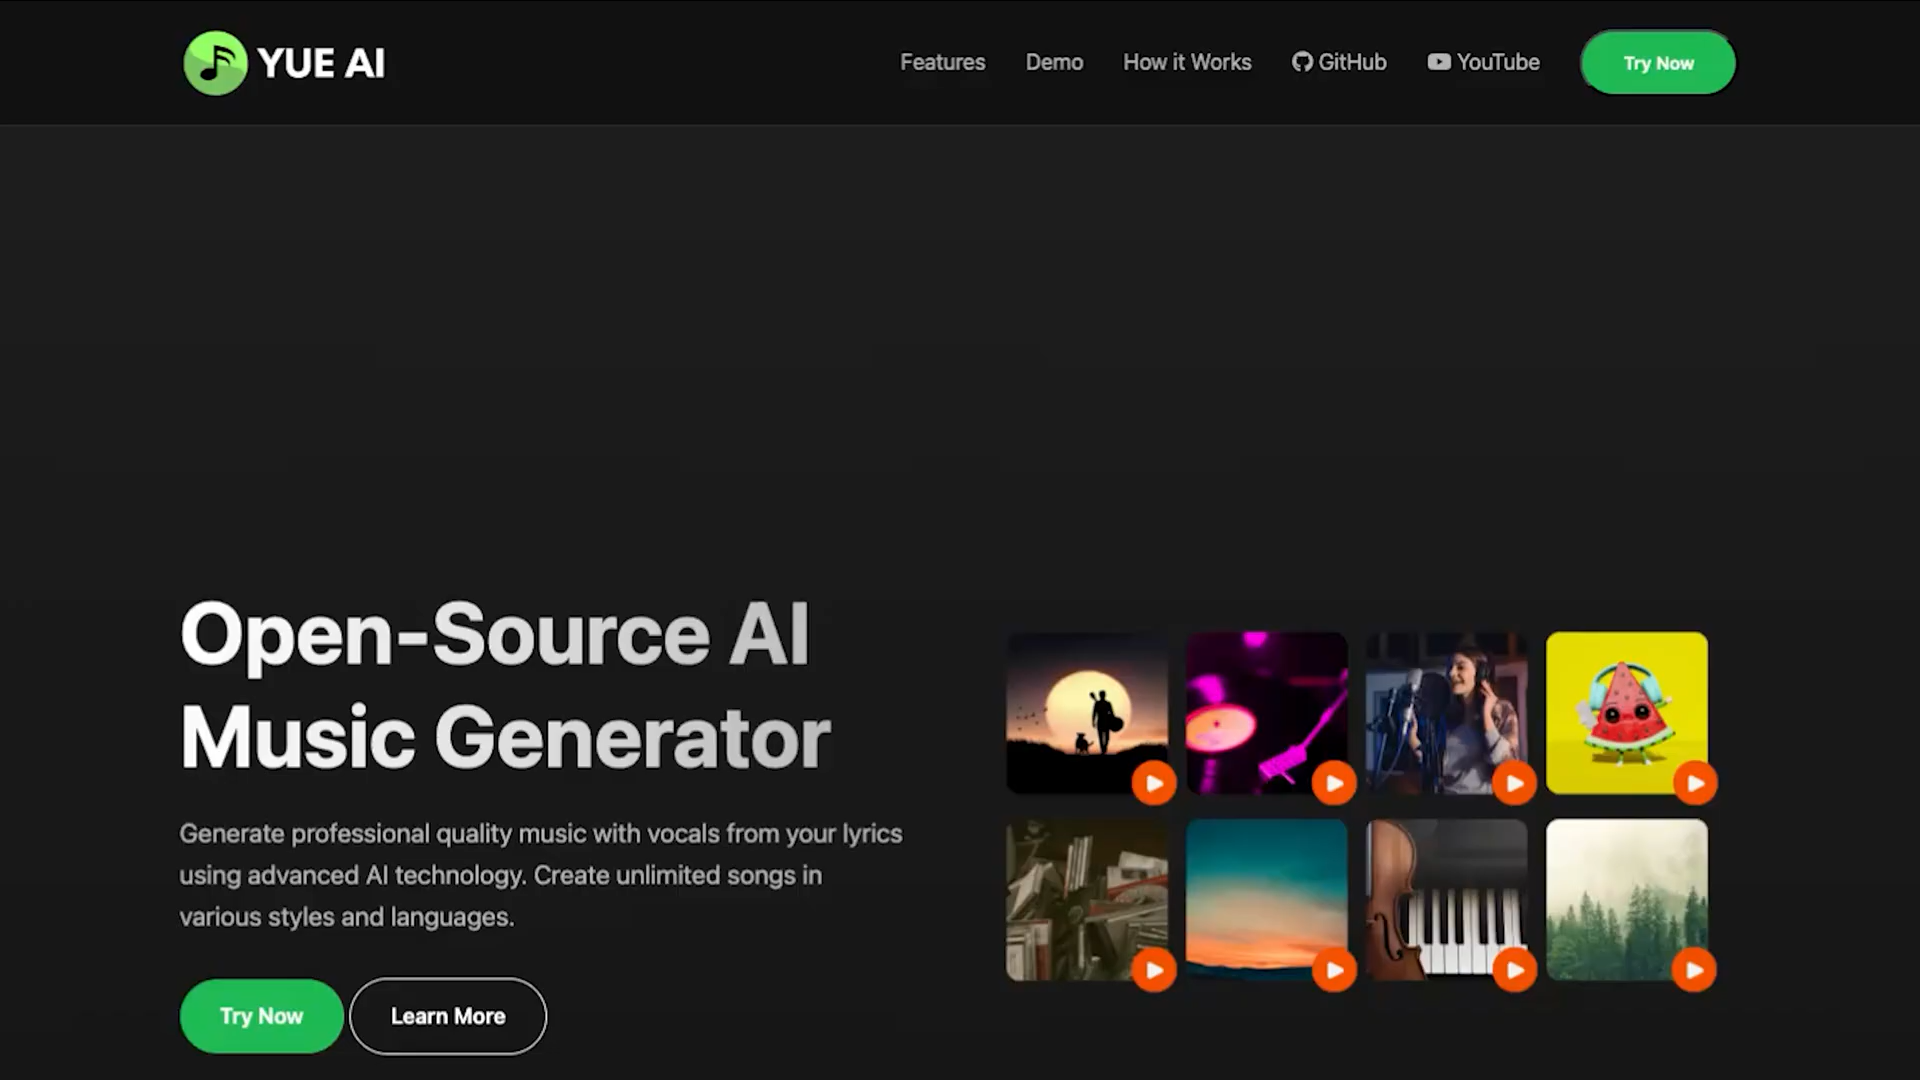 YUE AI
Features
Demo
How it Works
GitHub
YouTube
Try Now
Open-Source AI
Music Generator
Generate professional quality music with vocals from your lyrics
using advanced AI technology. Create unlimited songs in
various styles and languages.
Try Now
Learn More